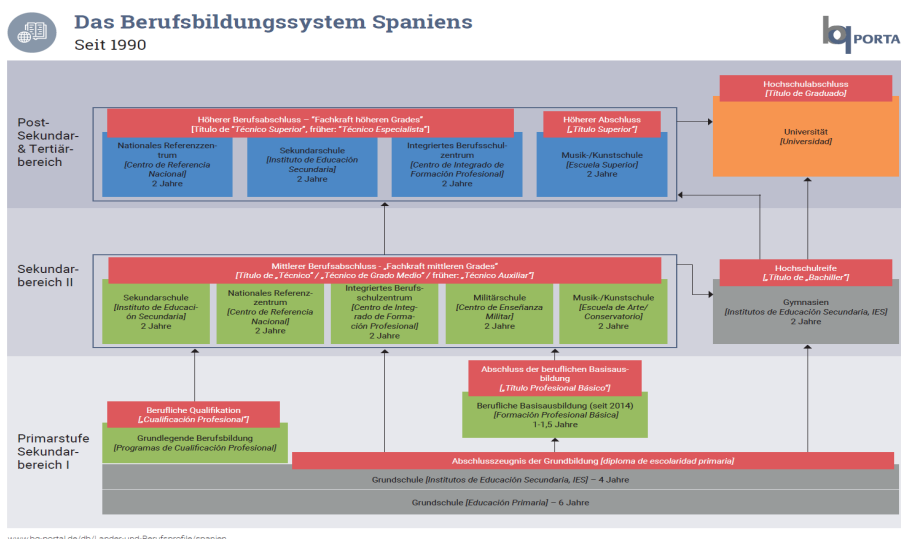 Das Berufsbildungssystem Spaniens
Seit 1990
bq PORTA
Post-
Sekundar-
& Tertiär-
bereich
Höherer Berufsabschluss – "Fachkraft höheren Grades"
[Título de "Técnico Superior", früher: "Técnico Especialista"]
Nationales Referenzzen-
trum
[Centro de Referencia
Nacional]
2 Jahre
Sekundarschule
[Instituto de Educación
Secundaria]
2 Jahre
Integriertes Berufsschul-
zentrum
[Centro de Integrado de
Formación Profesional]
2 Jahre
Höherer Abschluss
[„Título Superior"]
Musik-/Kunstschule
[Escuela Superior]
2 Jahre
Hochschulabschluss
[Título de Graduado]
Universität
[Universidad]
Sekundar-
bereich II
Mittlerer Berufsabschluss - „Fachkraft mittleren Grades"
[Título de „Técnico" / „Técnico de Grado Medio" / früher: „Técnico Auxiliar"]
Sekundarschule
[Instituto de Educaci-
ón Secundaria]
2 Jahre
Nationales Referenz-
zentrum
[Centro de Referencia
Nacional]
2 Jahre
Integriertes Berufs-
schulzentrum
[Centro de Integ-
rado de Forma-
ción Profesional]
2 Jahre
Militärschule
[Centro de Enseñanza
Militar]
2 Jahre
Musik-/Kunstschule
[Escuela de Arte/
Conservatorio]
2 Jahre
Hochschulreife
[„Título de „Bachiller"]
Gymnasien
[Institutos de Educación Secundaria, IES]
2 Jahre
Primarstufe
Sekundar-
bereich I
Berufliche Qualifikation
[„Cualificación Profesional"]
Grundlegende Berufsbildung
[Programas de Cualificación Profesional]
Abschluss der beruflichen Basisaus-
bildung
[„Título Profesional Básico"]
Berufliche Basisausbildung (seit 2014)
[Formación Profesional Básica]
1-1,5 Jahre
Abschlusszeugnis der Grundbildung [diploma de escolaridad primaria]
Grundschule [Institutos de Educación Secundaria, IES] – 4 Jahre
Grundschule [Educación Primaria] – 6 Jahre
www.bq-portal.de/db/Länder-und-Berufsprofile/spanien